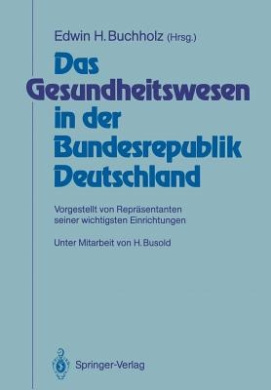 Edwin H. Buchholz (Hrsg.)
Das
Gesundheitswesen
in der
Bundesrepublik
Deutschland
Vorgestellt von Repräsentanten
seiner wichtigsten Einrichtungen
Unter Mitarbeit von H. Busold
Springer-Verlag